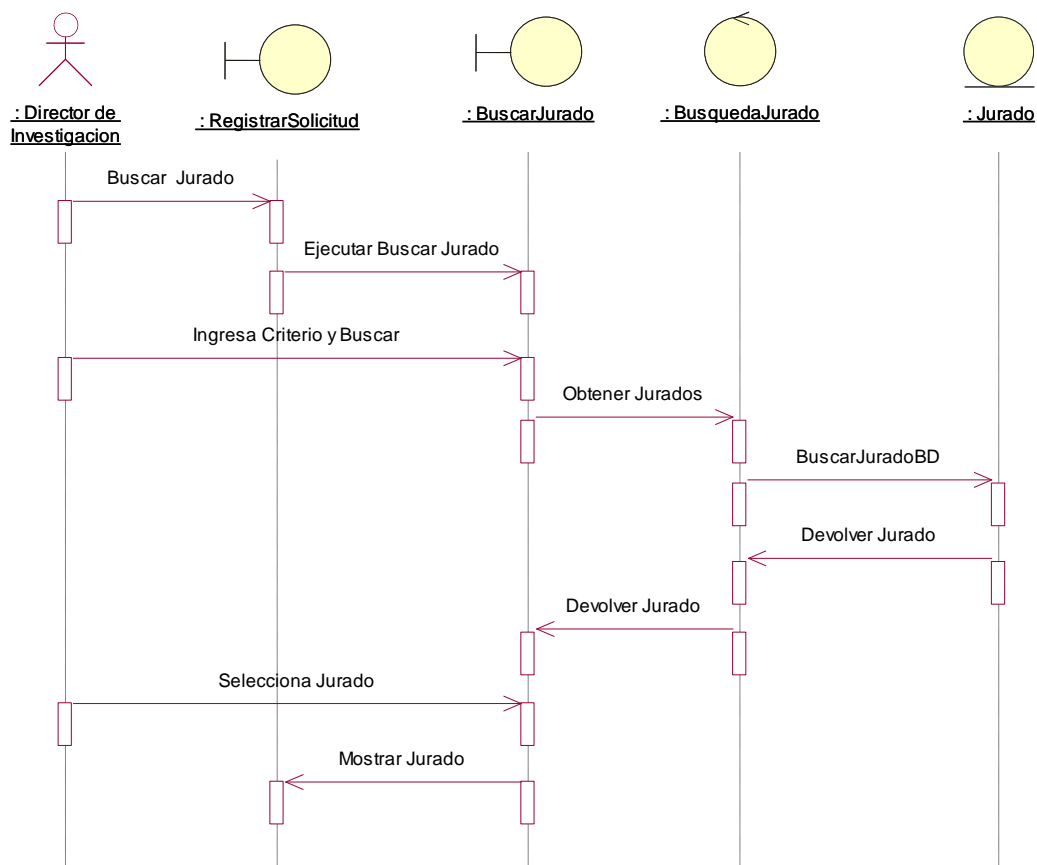 : Director de
Investigacion
: RegistrarSolicitud
: BuscarJurado
: BusquedaJurado
: Jurado
Buscar Jurado
Ejecutar Buscar Jurado
Ingresa Criterio y Buscar
Obtener Jurados
BuscarJuradoBD
Devolver Jurado
Devolver Jurado
Selecciona Jurado
Mostrar Jurado